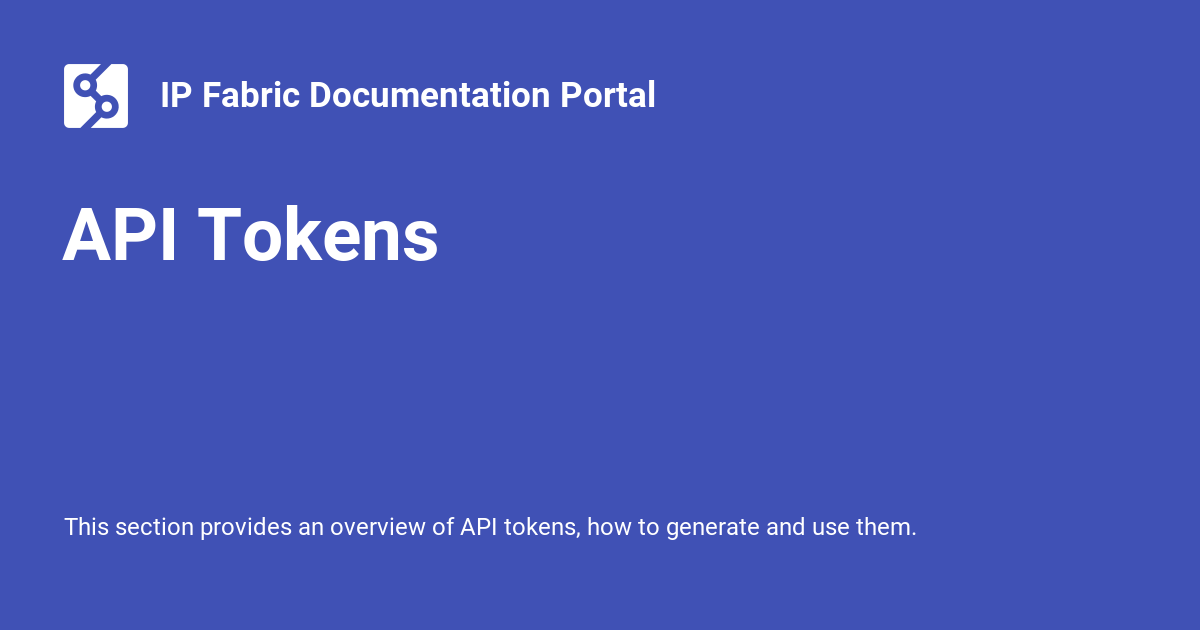 IP Fabric Documentation Portal
API Tokens
This section provides an overview of API tokens, how to generate and use them.